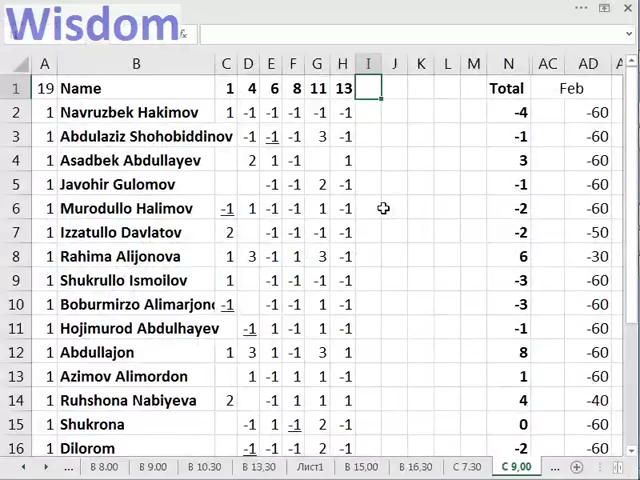 Wisdom
A B C D E F G H I J K L M N AC AD A
1 19 Name 1 4 6 8 11 13 Total Feb
2 1 Navruzbek Hakimov 1 -1 -1 -1 -1 -1 -4 -60
3 1 Abdulaziz Shohobiddinov -1 -1 -1 3 -1 -1 -60
4 1 Asadbek Abdullayev 2 1 -1 1 3 -60
5 1 Javohir Gulomov -1 -1 2 -1 -1 -60
6 1 Murodullo Halimov -1 1 -1 -1 1 -1 -2 -60
7 1 Izzatullo Davlatov 2 -1 -1 -1 -1 -2 -50
8 1 Rahima Alijonova 1 3 -1 3 1 -1 6 -30
9 1 Shukrullo Ismoilov 1 -1 -1 -1 -1 -3 -60
10 1 Boburmirzo Alimarjono -1 -1 -1 1 -1 -3 -60
11 1 Hojimurod Abdulhayev -1 1 -1 1 -1 -1 -60
12 1 Abdullajon 1 3 1 -1 3 1 8 -60
13 1 Azimov Alimordon 1 -1 1 1 -1 1 -60
14 1 Ruhshona Nabiyeva 2 -1 1 1 1 4 -40
15 1 Shukrona -1 1 -1 2 -1 0 -60
16 1 Dilorom -1 -1 -1 2 -1 -2 -60
... B 8.00 B 9.00 B 10.30 B 13,30 Лист1 B 15,00 B 16,30 C 7.30 C 9,00 ...